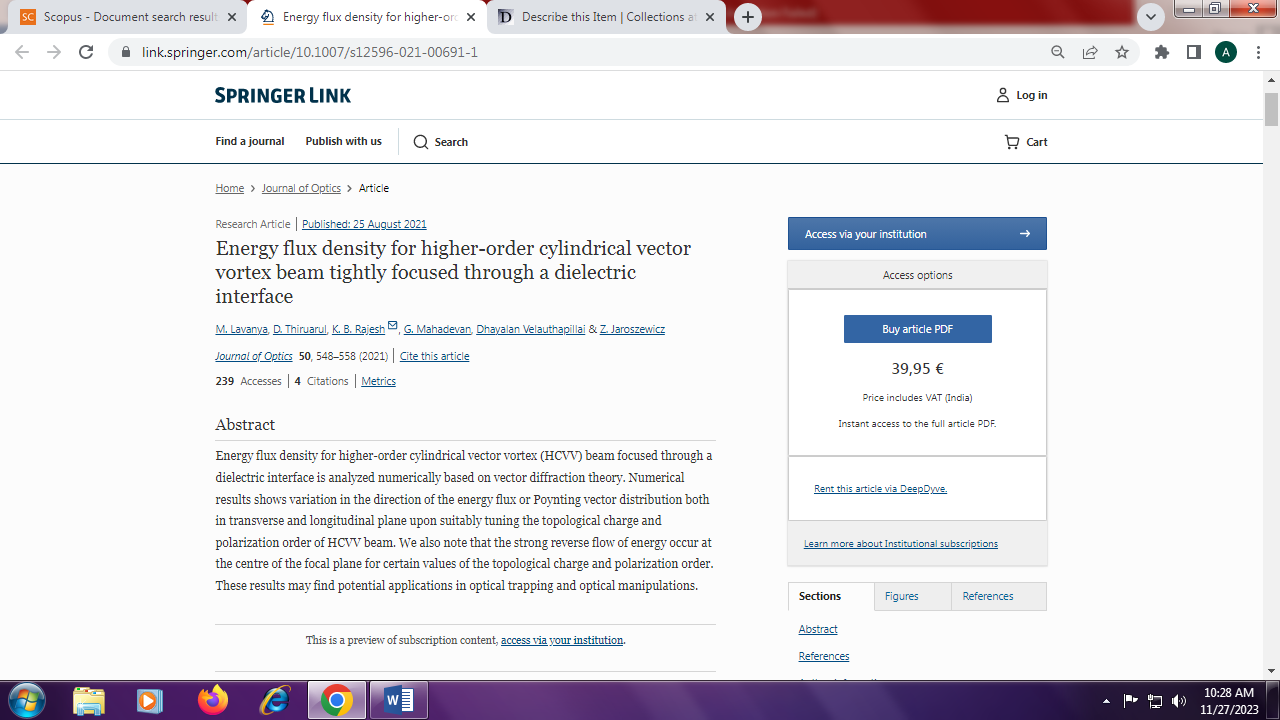 Scopus - Document search result
Energy flux density for higher-or
Describe this Item | Collections a
link.springer.com/article/10.1007/s12596-021-00691-1
A
SPRINGER LINK
Log in
Find a journal
Publish with us
Search
Cart
Home > Journal of Optics > Article
Research Article | Published: 25 August 2021
Energy flux density for higher-order cylindrical vector
vortex beam tightly focused through a dielectric
interface
M. Lavanya, D. Thiruarul, K. B. Rajesh, G. Mahadevan, Dhayalan Velauthapillai & Z. Jaroszewicz
Journal of Optics 50, 548–558 (2021) | Cite this article
239 Accesses | 4 Citations | Metrics
Abstract
Energy flux density for higher-order cylindrical vector vortex (HCVV) beam focused through a
dielectric interface is analyzed numerically based on vector diffraction theory. Numerical
results shows variation in the direction of the energy flux or Poynting vector distribution both
in transverse and longitudinal plane upon suitably tuning the topological charge and
polarization order of HCVV beam. We also note that the strong reverse flow of energy occur at
the centre of the focal plane for certain values of the topological charge and polarization order.
These results may find potential applications in optical trapping and optical manipulations.
This is a preview of subscription content, access via your institution.
Access via your institution →
Access options
Buy article PDF
39,95 €
Price includes VAT (India)
Instant access to the full article PDF.
Rent this article via DeepDyve.
Learn more about Institutional subscriptions
Sections
Figures
References
Abstract
References
10:28 AM
11/27/2023